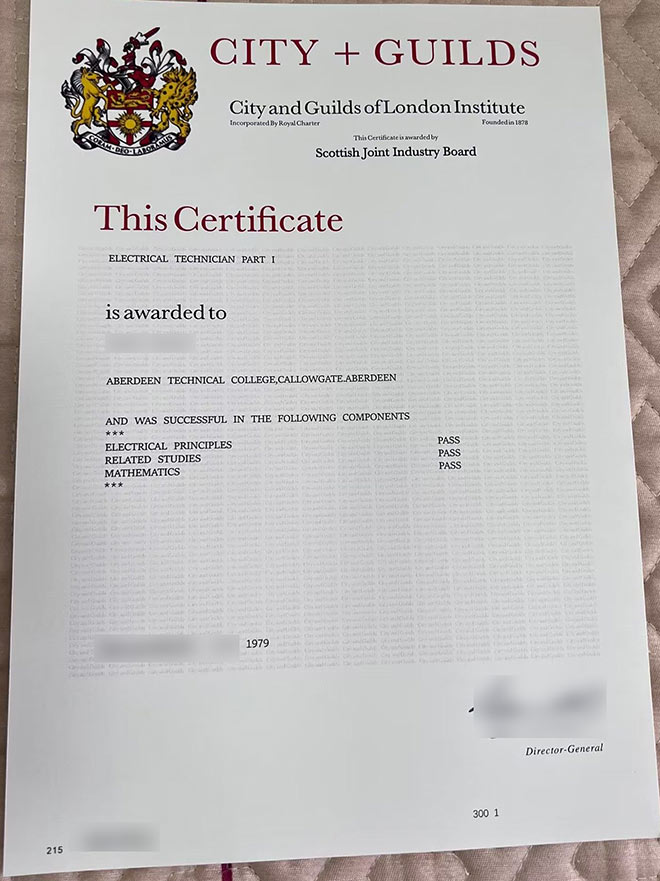 CITY + GUILDS
City and Guilds of London Institute
Incorporated By Royal Charter Founded in 1878
This Certificate is awarded by
Scottish Joint Industry Board
This Certificate
ELECTRICAL TECHNICIAN PART I
is awarded to
ABERDEEN TECHNICAL COLLEGE,CALLOWGATE.ABERDEEN
AND WAS SUCCESSFUL IN THE FOLLOWING COMPONENTS
***
ELECTRICAL PRINCIPLES PASS
RELATED STUDIES PASS
MATHEMATICS PASS
***
1979
Director-General
300 1
215